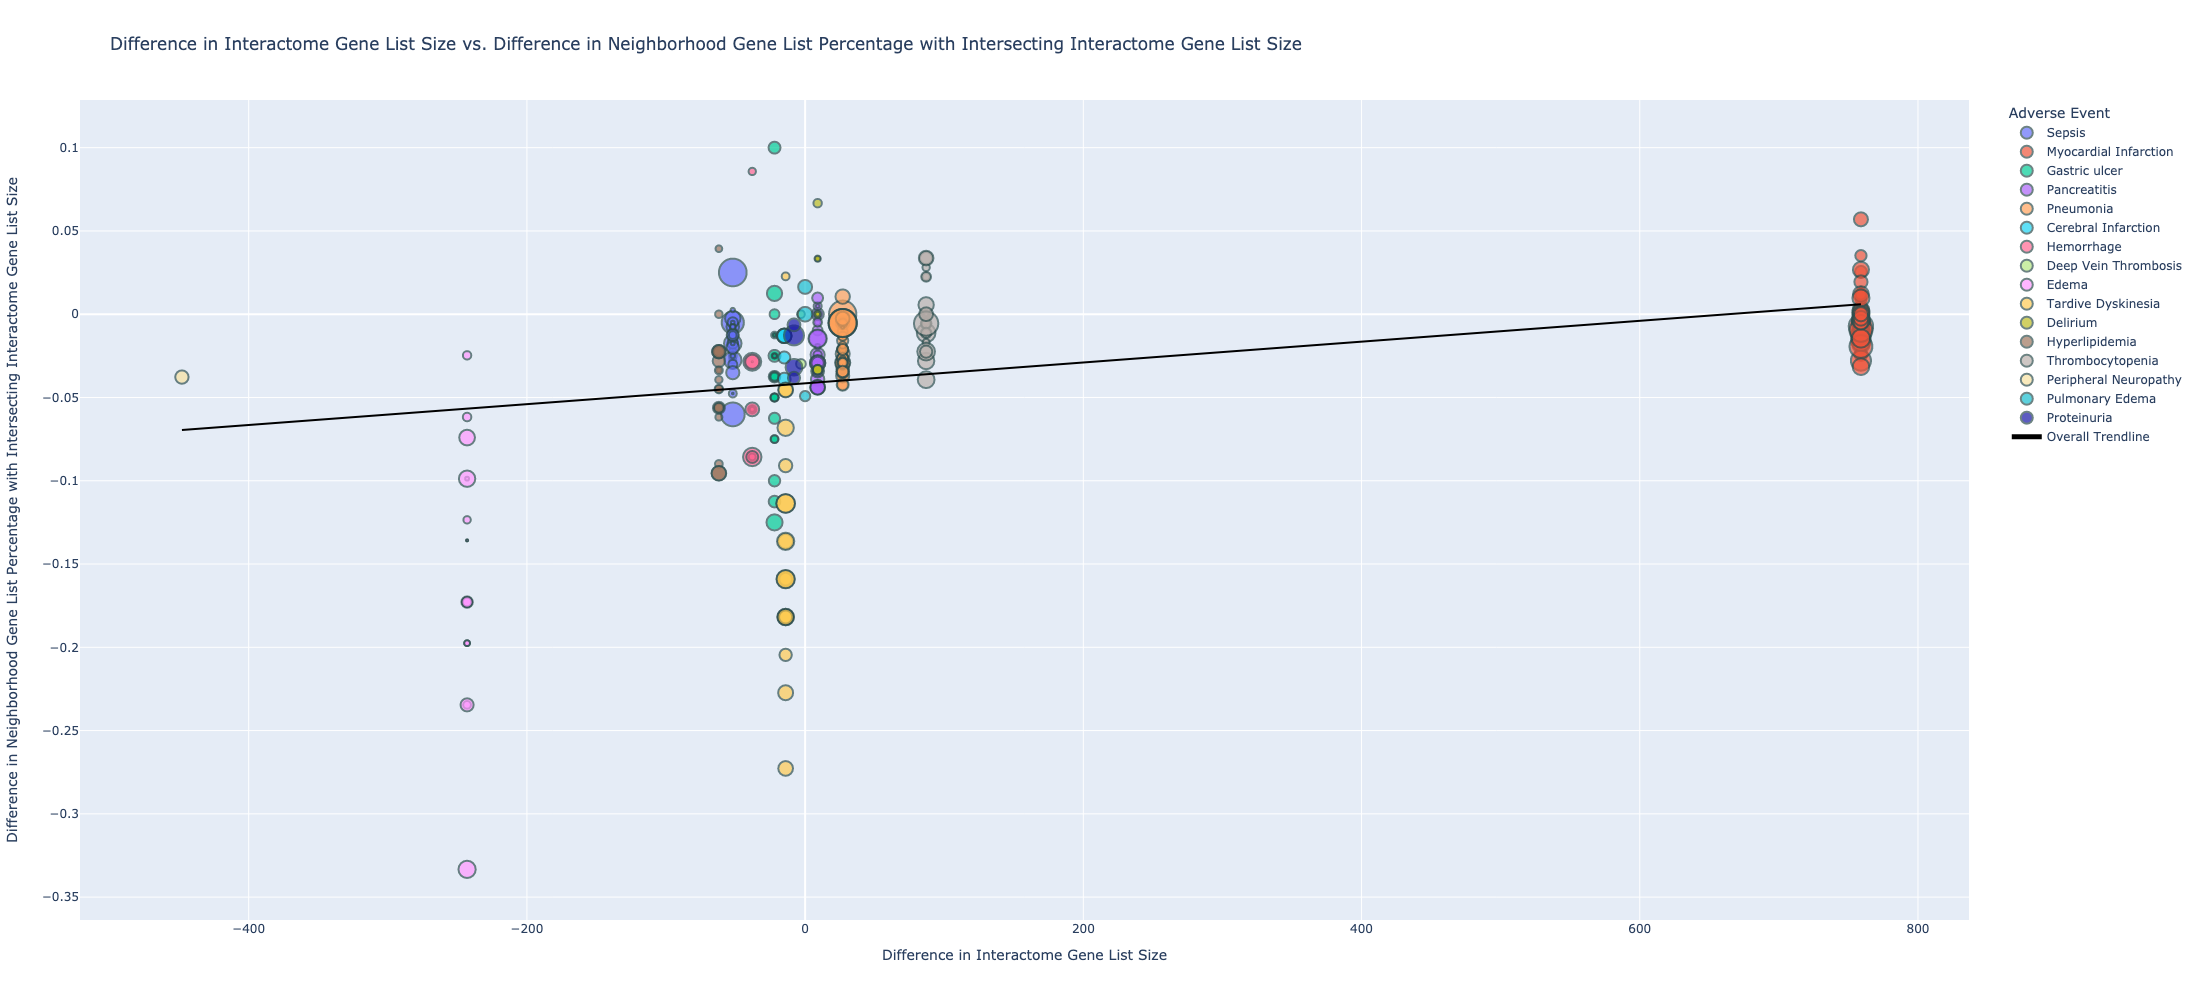 Difference in Interactome Gene List Size vs. Difference in Neighborhood Gene List Percentage with Intersecting Interactome Gene List Size
Difference in Neighborhood Gene List Percentage with Intersecting Interactome Gene List Size
0.1
0.05
0
−0.05
−0.1
−0.15
−0.2
−0.25
−0.3
−0.35
−400
−200
0
200
400
600
800
Difference in Interactome Gene List Size
Adverse Event
Sepsis
Myocardial Infarction
Gastric ulcer
Pancreatitis
Pneumonia
Cerebral Infarction
Hemorrhage
Deep Vein Thrombosis
Edema
Tardive Dyskinesia
Delirium
Hyperlipidemia
Thrombocytopenia
Peripheral Neuropathy
Pulmonary Edema
Proteinuria
Overall Trendline